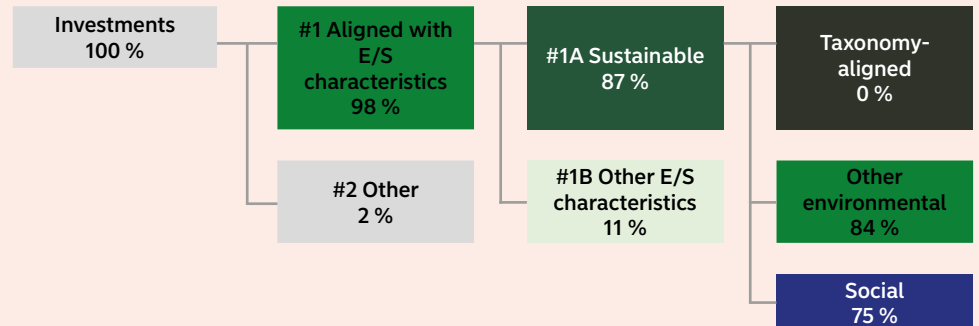 Investments
100 %
#1 Aligned with
E/S
characteristics
98 %
#1A Sustainable
87 %
Taxonomy-
aligned
0 %
#2 Other
2 %
#1B Other E/S
characteristics
11 %
Other
environmental
84 %
Social
75 %